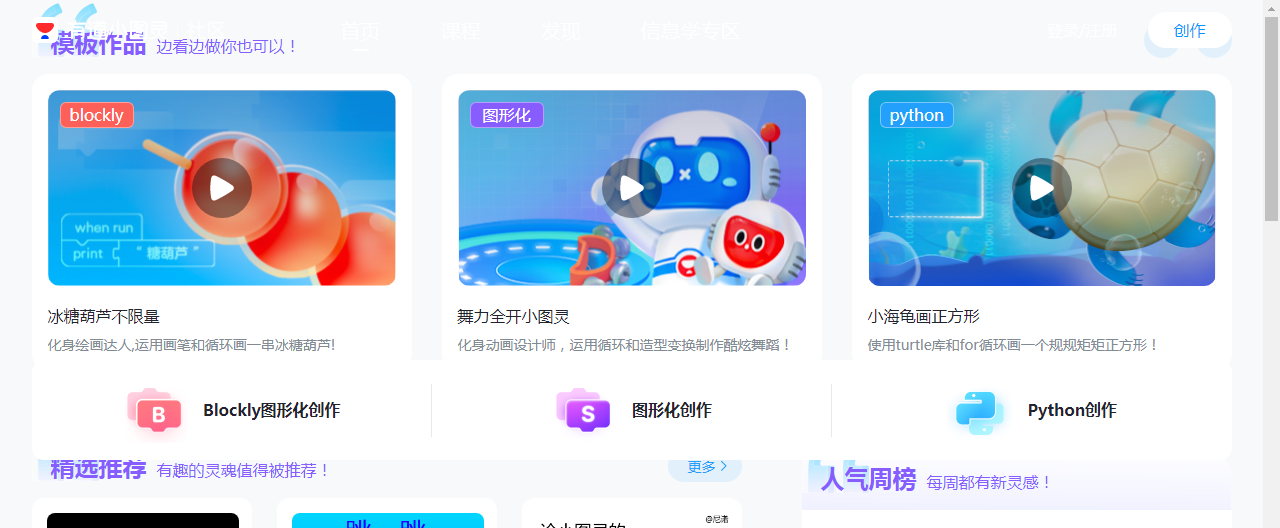 有道小图灵 | 社区 首页 课程 发现 信息学专区 登录/注册 创作
模板作品 边看边做你也可以！
blockly 图形化 python
when run
print “ 糖葫芦 ”
冰糖葫芦不限量 舞力全开小图灵 小海龟画正方形
化身绘画达人,运用画笔和循环画一串冰糖葫芦! 化身动画设计师，运用循环和造型变换制作酷炫舞蹈！ 使用turtle库和for循环画一个规规矩矩正方形！
B Blockly图形化创作 S 图形化创作 Python创作
精选推荐 有趣的灵魂值得被推荐！ 更多 人气周榜 每周都有新灵感！